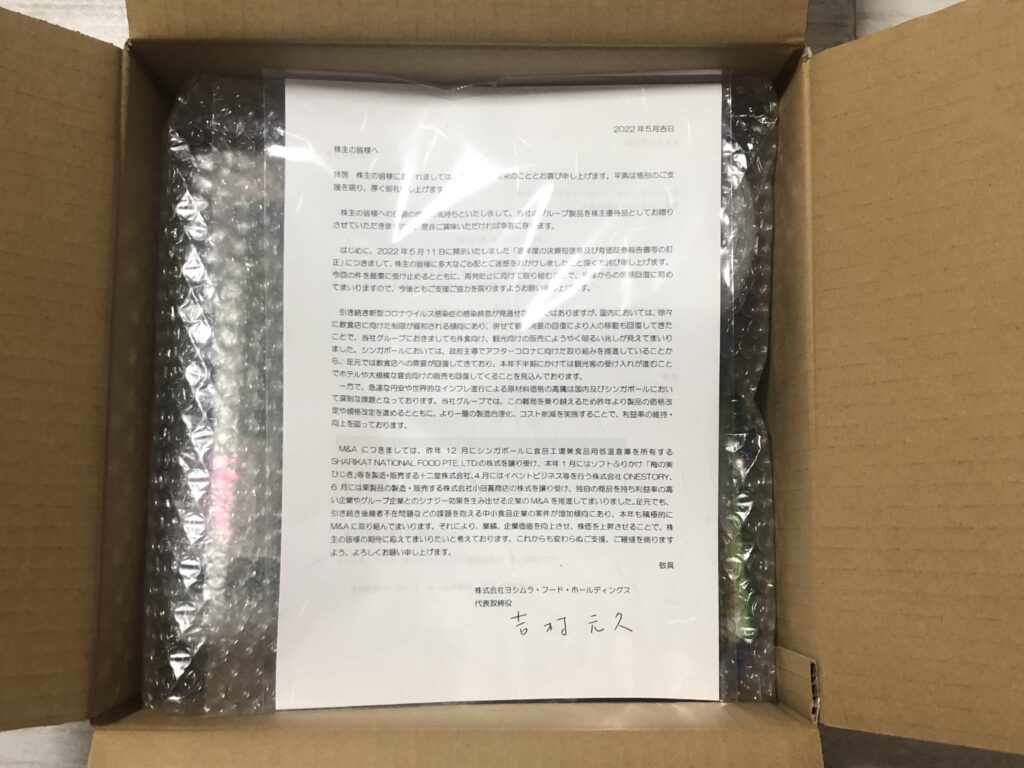 2022年5月吉日
株主の皆様へ
拝啓 株主の皆様におかれましては、 のこととお喜び申し上げます。平素は格別のご支
援を賜り、厚く御礼申し上げます
株主の皆様への日頃の 気持ちといたしまして、当社のグループ製品を株主優待品としてお贈り
させていただきます 是非ご賞味いただければ幸甚に存じます。
はじめに、2022年5月11日に開示いたしました「過年度の決算短信等及び有価証券報告書等の訂
正」につきまして、株主の皆様に多大なご心配とご迷惑をおかけしましたこと深くお詫び申し上げます。
今回の件を厳粛に受け止めるとともに、再発防止に向けて取り組むことで、 からの信頼回復に努め
てまいりますので、今後ともご支援ご協力を賜りますようお願い申し上げます。
引き続き新型コロナウイルス感染症の感染終息が見通せない ではありますが、国内においては、徐々
に飲食店に向けた制限が緩和される傾向にあり、併せて観光需要の回復により人の移動も回復してきた
ことで、当社グループにおきましても外食向け、観光向けの販売にようやく明るい兆しが見えてまいり
ました。シンガポールにおいては、政府主導でアフターコロナに向けた取り組みを推進していることか
ら、足元では飲食店への需要が回復してきており、本年下半期にかけては観光客の受け入れが進むこと
でホテルや大規模な宴会向けの販売も回復してくることを見込んでおります。
一方で、急速な円安や世界的なインフレ進行による原材料価格の高騰は国内及びシンガポールにおい
て深刻な課題となっております。当社グループでは、この難局を乗り越えるため昨年より製品の価格改
定や規格改定を進めるとともに、より一層の製造合理化、コスト削減を実施することで、利益率の維持・
向上を図っております。
M&Aにつきましては、昨年12月にシンガポールに食品工場兼食品用低温倉庫を所有する
SHARIKAT NATIONAL FOOD PTE. LTD.の株式を譲り受け、本年1月にはソフトふりかけ「梅の実
ひじき」等を製造・販売する株式会社十二堂株式会社、4月にはイベントビジネス等を行う株式会社ONESTORY、
6月には栗製品の製造・販売する株式会社小田喜商店の株式を譲り受け、独自の商品を持ち利益率の高
い企業やグループ企業とのシナジー効果を生み出せる企業のM&Aを推進してまいりました。足元でも、
引き続き後継者不在問題などの課題を抱える中小食品企業の案件が増加傾向にあり、本年も積極的に
M&Aに取り組んでまいります。それにより、業績、企業価値を向上させ、株価を上昇させることで、株
主の皆様の期待に応えてまいりたいと考えております。これからも変わらぬご支援、ご鞭撻を賜ります
よう、よろしくお願い申し上げます。
敬具
株式会社ヨシムラ・フード・ホールディングス
代表取締役
吉村元久